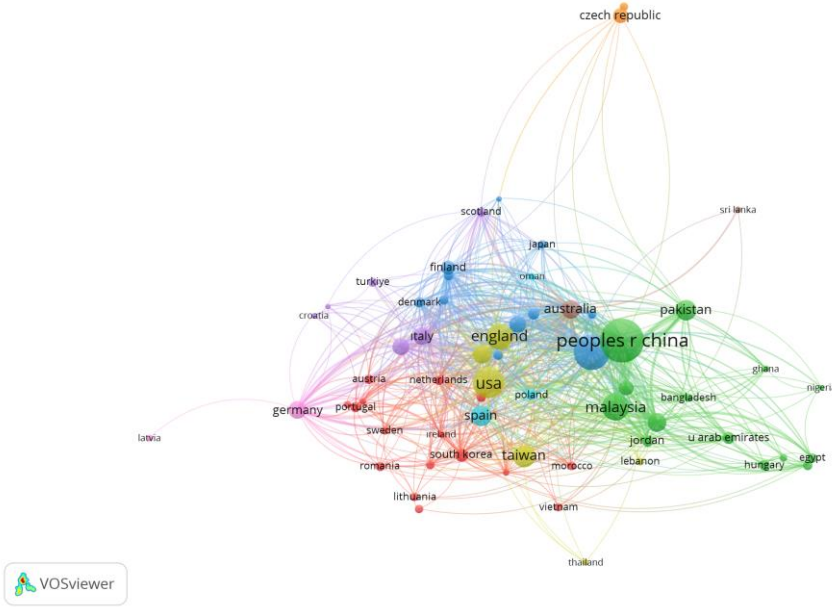 czech republic
scotland
sri lanka
japan
finland
oman
turkiye
denmark
australia
pakistan
croatia
italy
england
peoples r china
ghana
austria
netherlands
usa
nigeri
poland
bangladesh
malaysia
germany
portugal
spain
latvia
sweden
ireland
jordan
u arab emirates
romania
south korea
taiwan
morocco
lebanon
hungary
egypt
lithuania
vietnam
thailand
VOSviewer